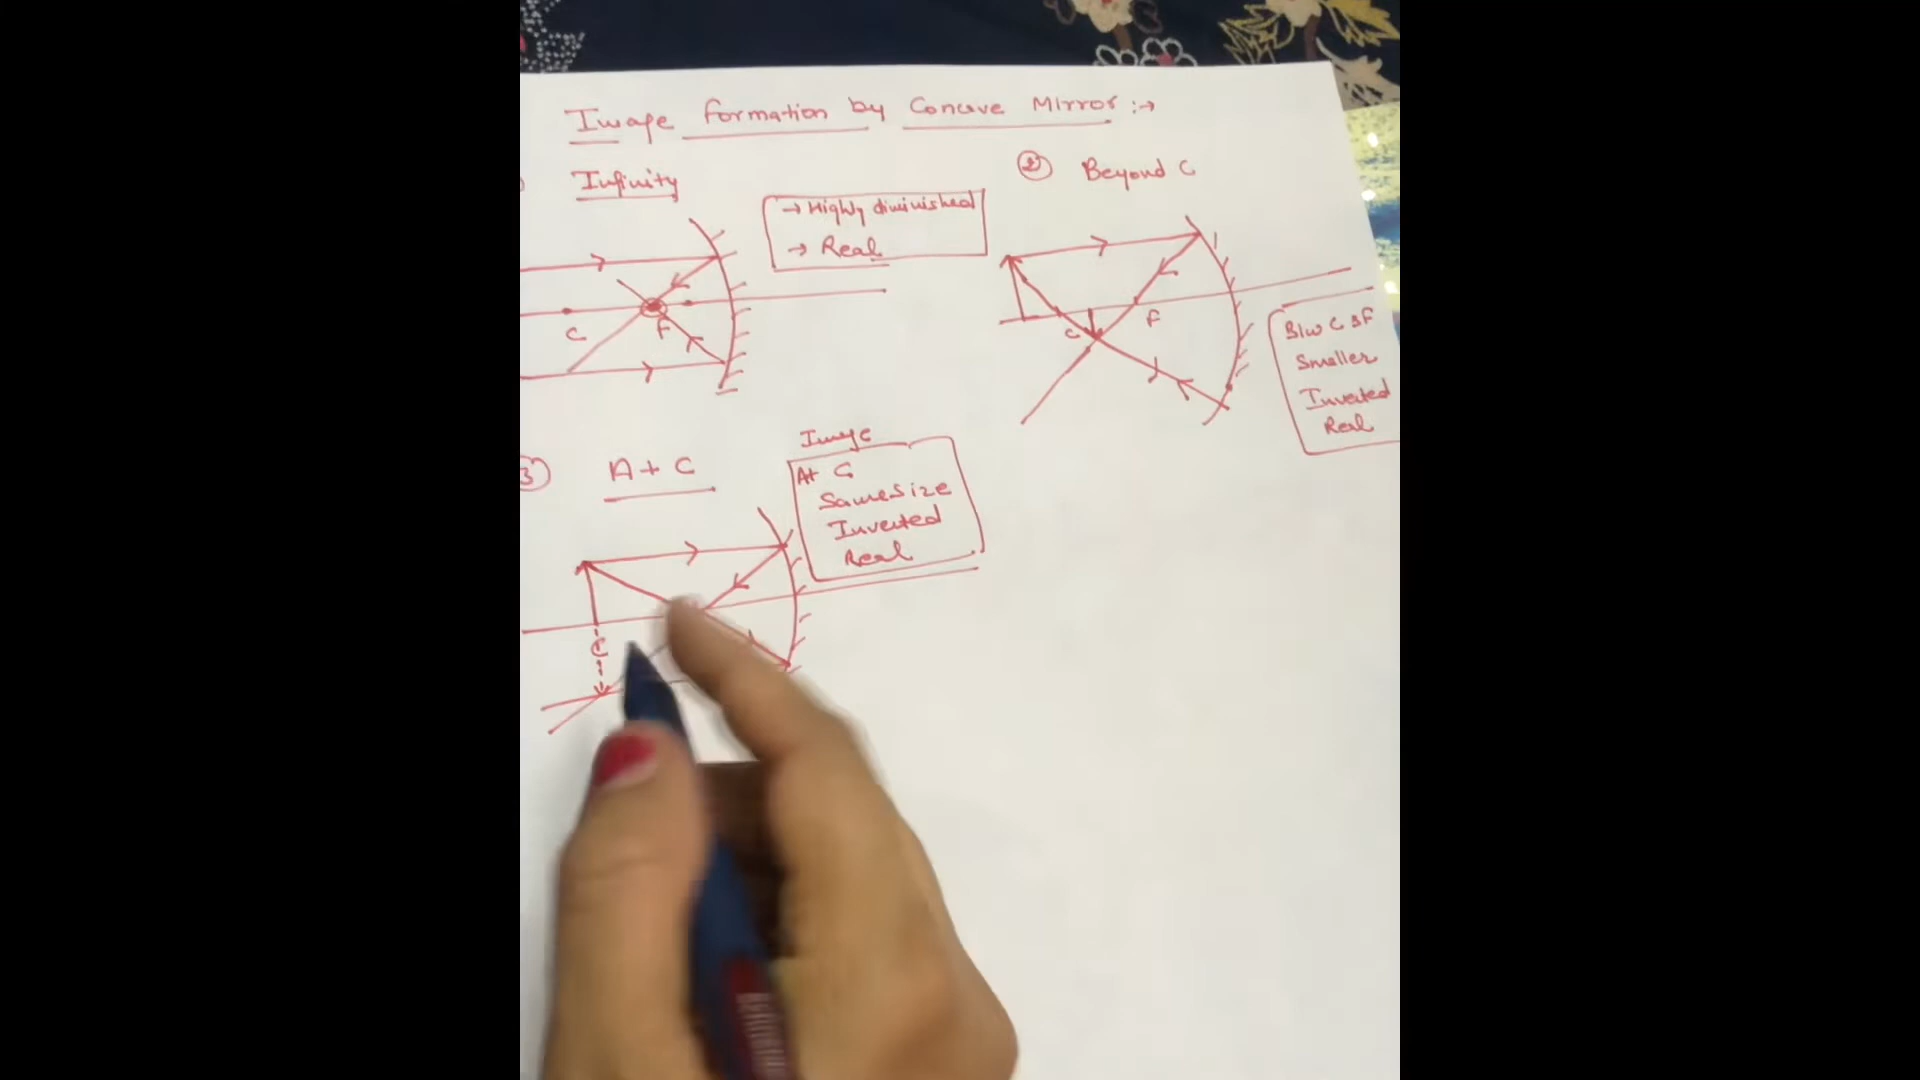 Image formation by Concave Mirror :→
Infinity
→ Highly diminished
→ Real
C
F
② Beyond C
C
F
B/w C & F
Smaller
Inverted
Real
3 At C
Image
At C
Same Size
Inverted
Real
C